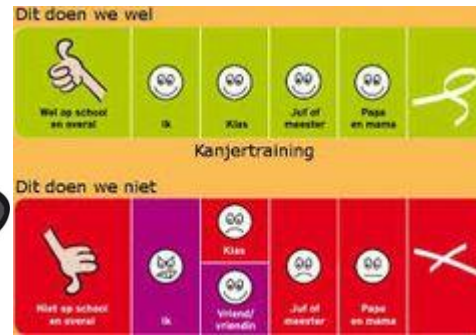 Dit doen we wel
Wel op school
en overal
Ik
Klas
Juf of
meester
Papa
en mama
Kanjertraining
Dit doen we niet
Niet op school
en overal
Ik
Klas
Vriend/
vriendin
Juf of
meester
Papa
en mama